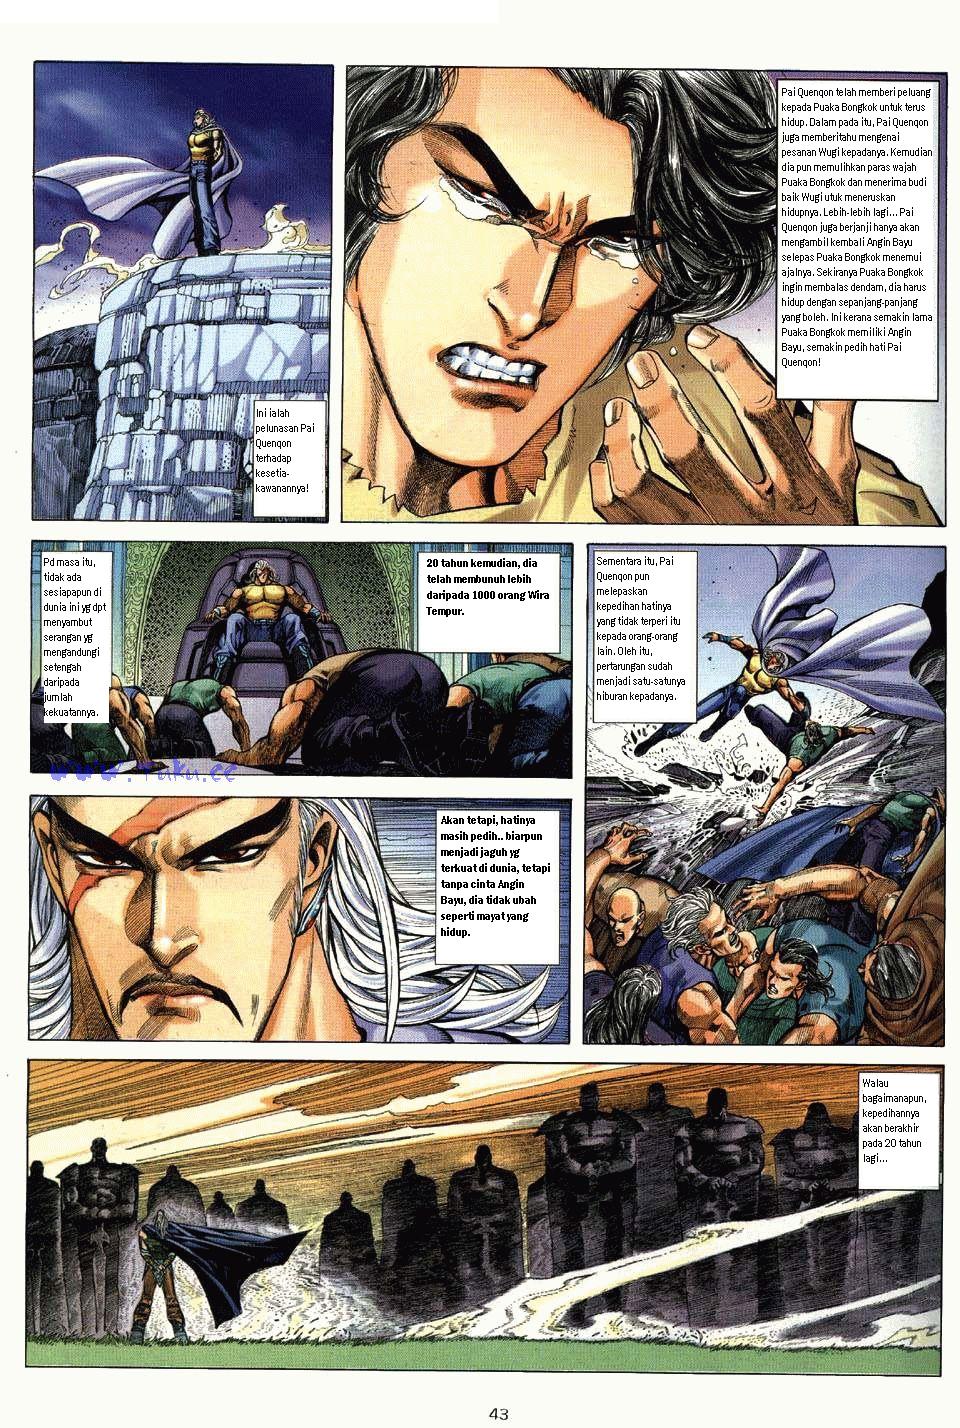 Ini ialah
pelunasan Pai
Quenqon
terhadap
kesetia-
kawanannya!
Pai Quenqon telah memberi peluang
kepada Puaka Bongkok untuk terus
hidup. Dalam pada itu, Pai Quenqon
juga memberitahu mengenai
pesanan Wugi kepadanya. Kemudian
dia pun memulihkan paras wajah
Puaka Bongkok dan menerima budi
baik Wugi utuk meneruskan
hidupnya. Lebih-lebih lagi... Pai
Quenqon juga berjanji hanya akan
mengambil kembali Angin Bayu
selepas Puaka Bongkok menemui
ajalnya. Sekiranya Puaka Bongkok
ingin membalas dendam, dia harus
hidup dengan sepanjang-panjang
yang boleh. Ini kerana semakin lama
Puaka Bongkok memiliki Angin
Bayu, semakin pedih hati Pai
Quenqon!
Pd masa itu,
tidak ada
sesiapapun di
dunia ini yg dpt
menyambut
serangan yg
mengandungi
setengah
daripada
jumlah
kekuatannya.
20 tahun kemudian, dia
telah membunuh lebih
daripada 1000 orang Wira
Tempur.
Sementara itu, Pai
Quenqon pun
melepaskan
kepedihan hatinya
yang tidak terperi itu
kepada orang-orang
lain. Oleh itu,
pertarungan sudah
menjadi satu-satunya
hiburan kepadanya.
Akan tetapi, hatinya
masih pedih.. biarpun
menjadi jaguh yg
terkuat di dunia, tetapi
tanpa cinta Angin
Bayu, dia tidak ubah
seperti mayat yang
hidup.
Walau
bagaimanapun,
kepedihannya
akan berakhir
pada 20 tahun
lagi...
43